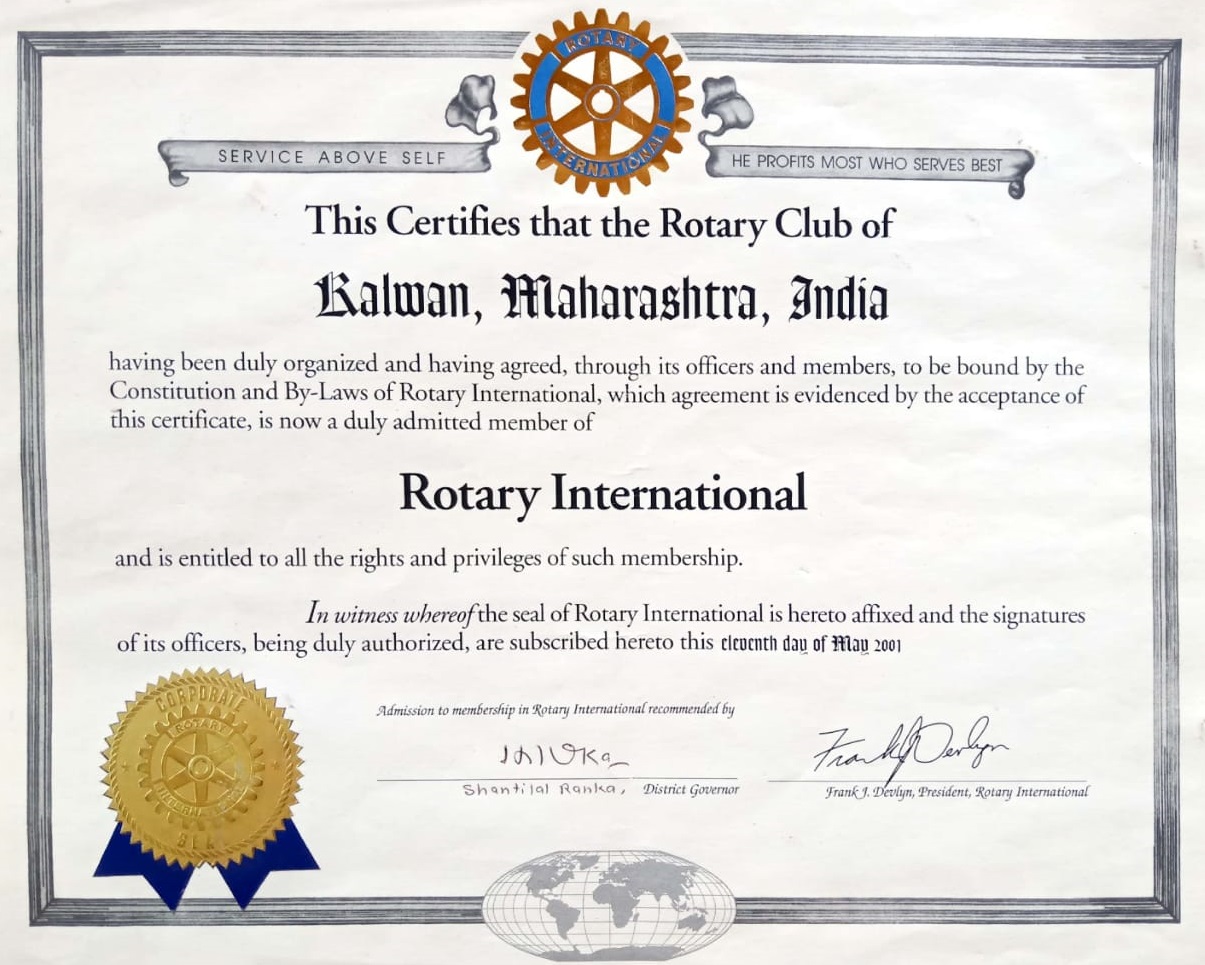 ROTARY
INTERNATIONAL
SERVICE ABOVE SELF
HE PROFITS MOST WHO SERVES BEST
This Certifies that the Rotary Club of
Kalwan, Maharashtra, India
having been duly organized and having agreed, through its officers and members, to be bound by the
Constitution and By-Laws of Rotary International, which agreement is evidenced by the acceptance of
this certificate, is now a duly admitted member of
Rotary International
and is entitled to all the rights and privileges of such membership.
In witness whereof the seal of Rotary International is hereto affixed and the signatures
of its officers, being duly authorized, are subscribed hereto this eleventh day of May 2001
CORPORATE
ROTARY
INTERNATIONAL
Admission to membership in Rotary International recommended by
Frank J Devlyn
Shantilal Ranka, District Governor
Frank J. Devlyn, President, Rotary International